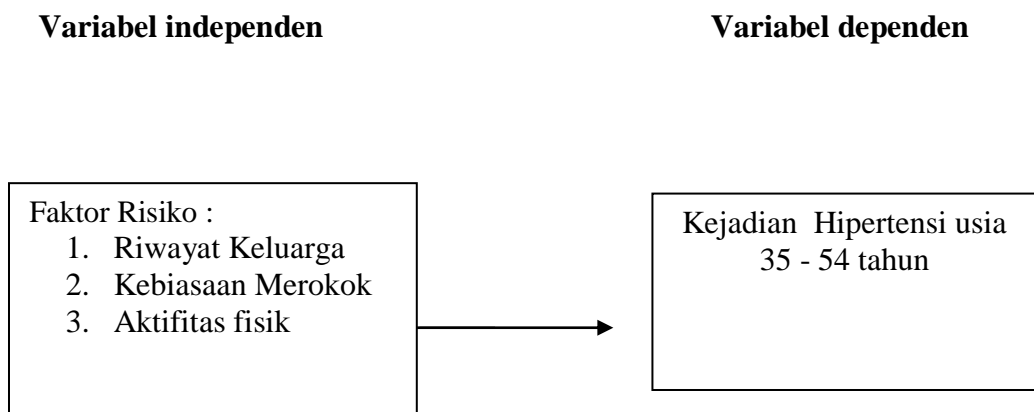 Variabel independen
Variabel dependen
Faktor Risiko :
1. Riwayat Keluarga
2. Kebiasaan Merokok
3. Aktifitas fisik
Kejadian Hipertensi usia
35 - 54 tahun